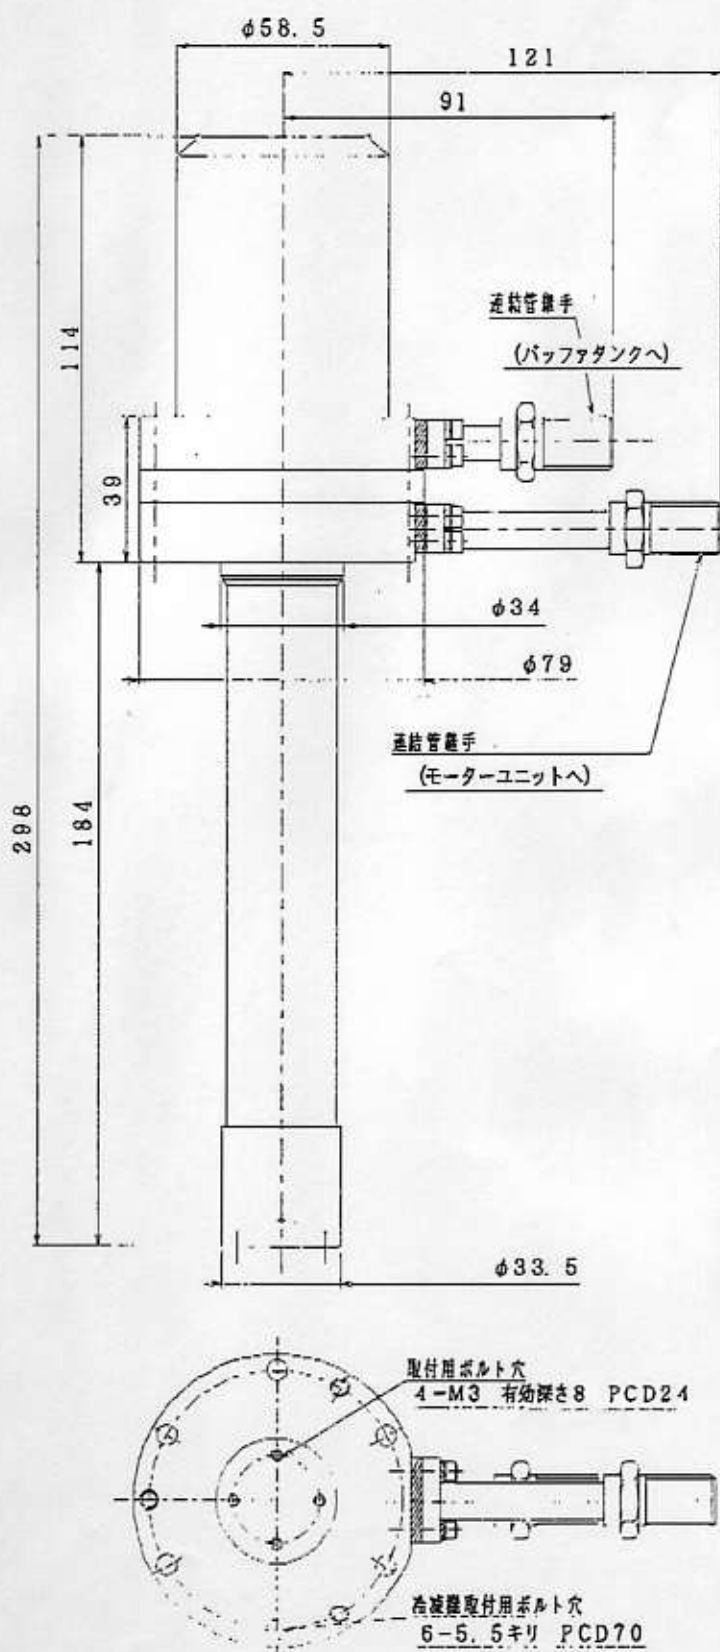 φ58.5
121
91
連結管継手
(バッファタンクへ)
114
39
φ34
φ79
連結管継手
(モーターユニットへ)
298
184
φ33.5
取付用ボルト穴
4-M3 有効深さ8 PCD24
冷凍機取付用ボルト穴
6-5.5キリ PCD70